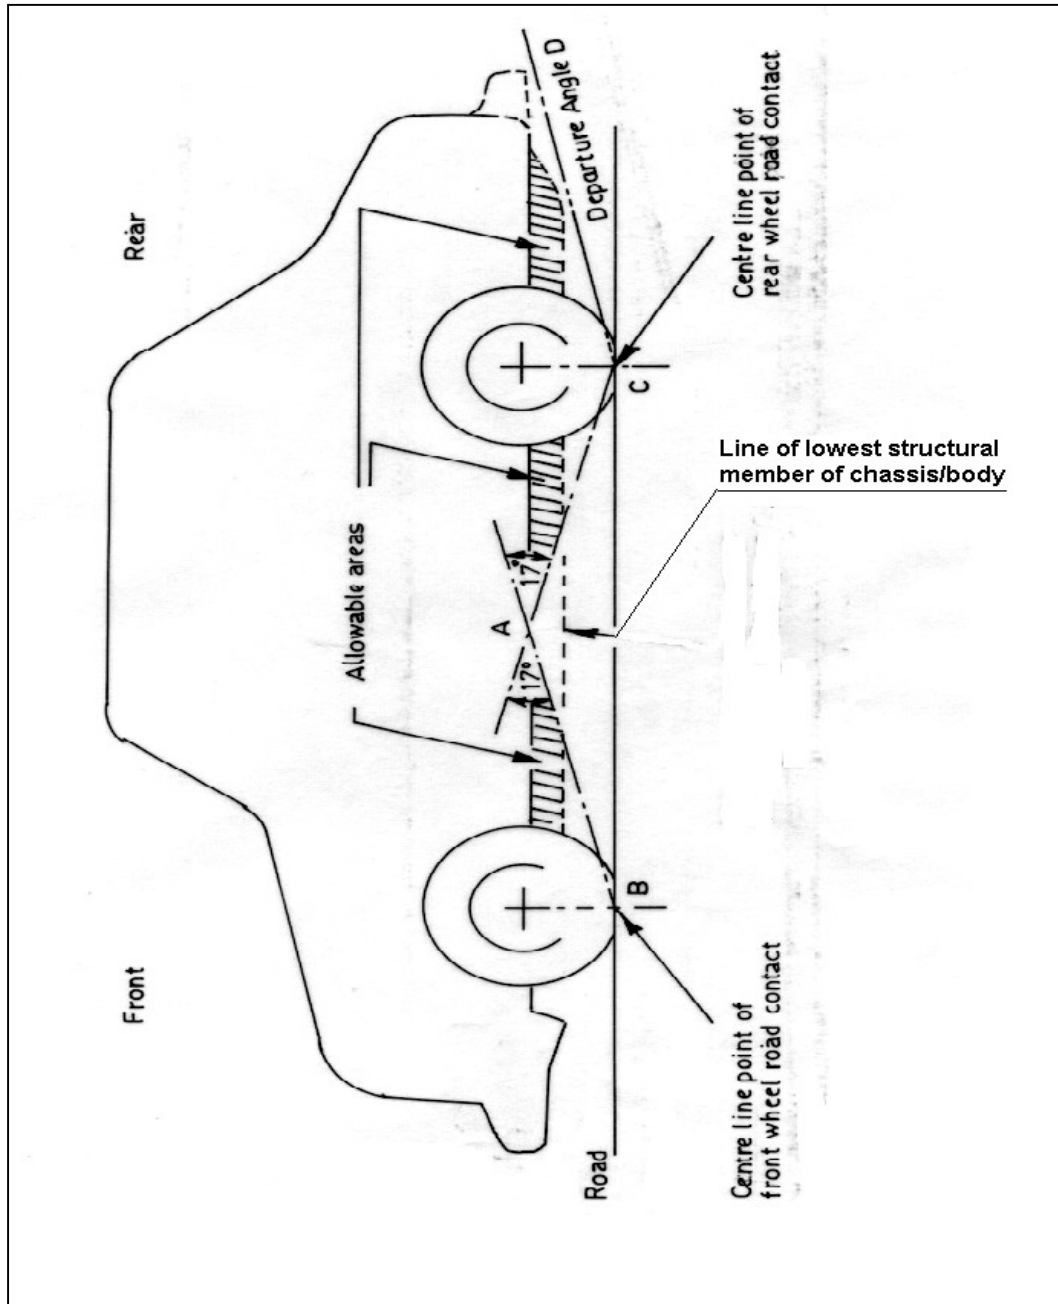 Front
Rear
Allowable areas
A
17°
17°
Departure Angle D
B
C
Road
Line of lowest structural
member of chassis/body
Centre line point of
front wheel road contact
Centre line point of
rear wheel road contact